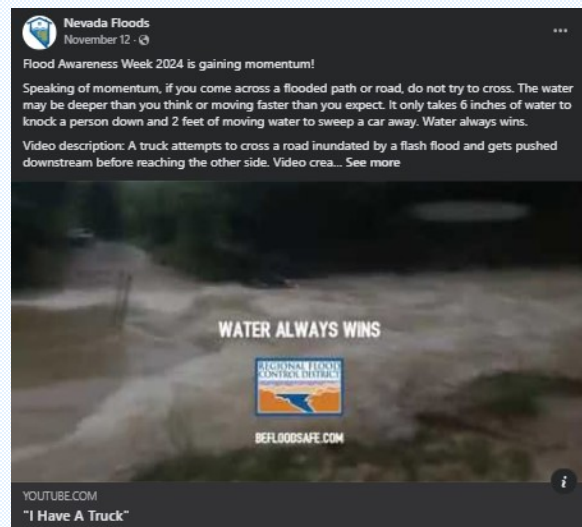 Nevada Floods
November 12 ·
Flood Awareness Week 2024 is gaining momentum!
Speaking of momentum, if you come across a flooded path or road, do not try to cross. The water
may be deeper than you think or moving faster than you expect. It only takes 6 inches of water to
knock a person down and 2 feet of moving water to sweep a car away. Water always wins.
Video description: A truck attempts to cross a road inundated by a flash flood and gets pushed
downstream before reaching the other side. Video crea... See more
WATER ALWAYS WINS
REGIONAL FLOOD
CONTROL DISTRICT
BEFLOODSAFE.COM
YOUTUBE.COM
"I Have A Truck"